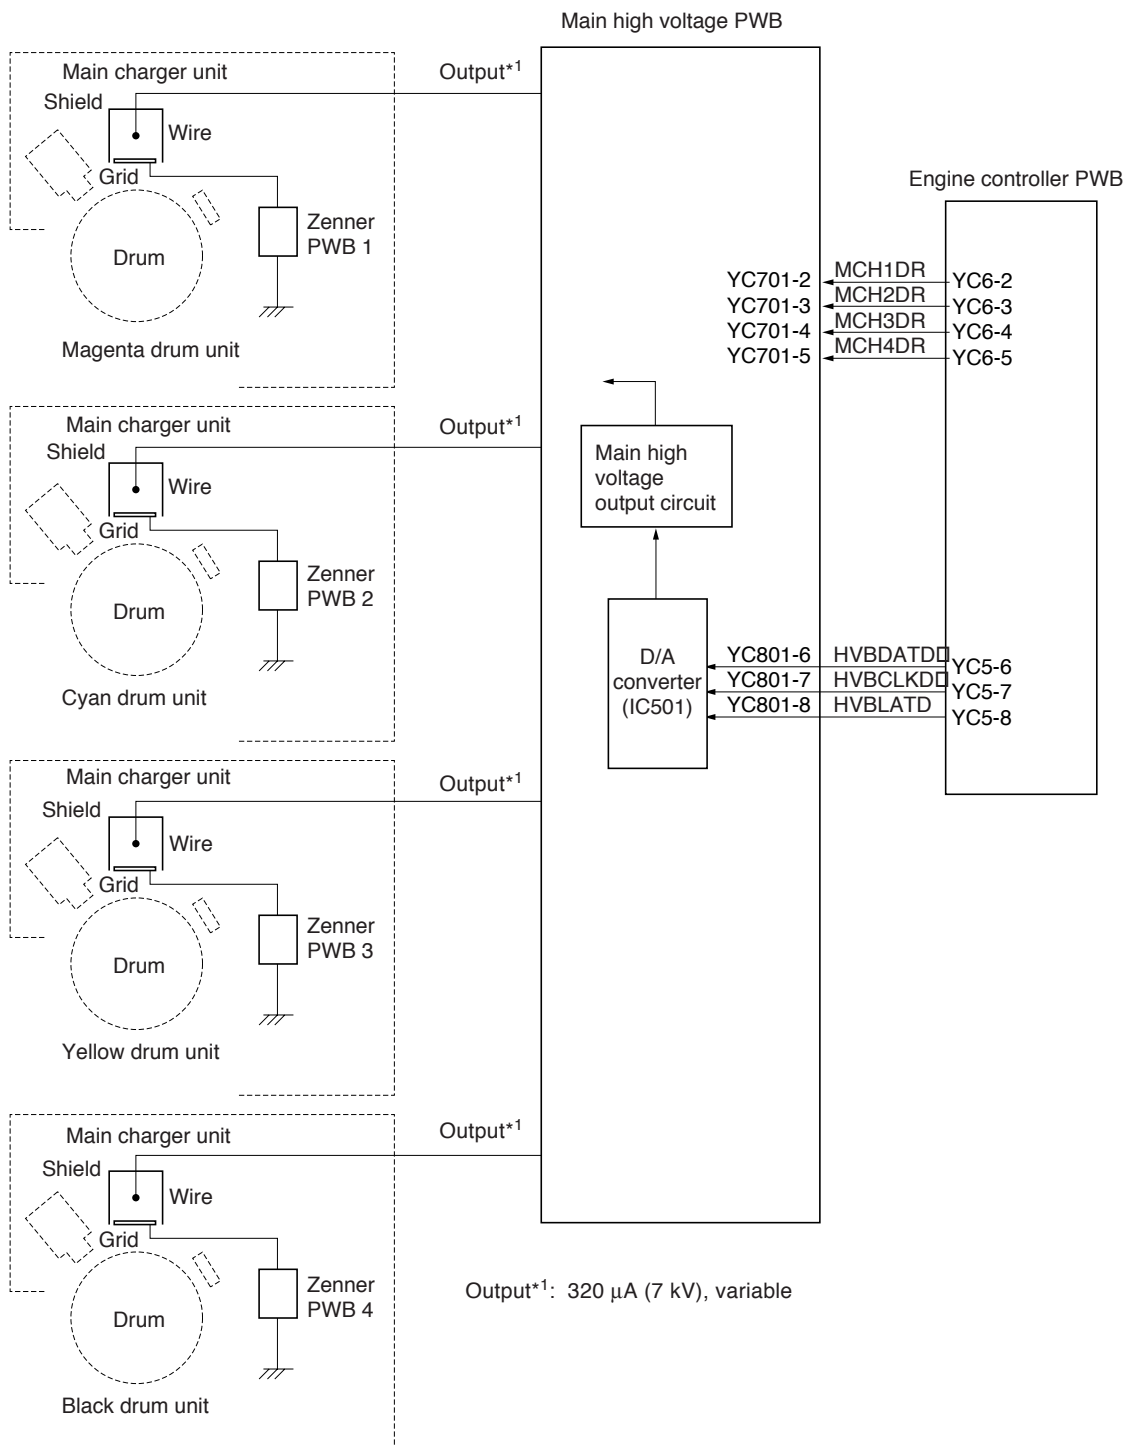 Main high voltage PWB
Main charger unit
Output*1
Shield
Wire
Grid
Zenner
PWB 1
Drum
Magenta drum unit
Engine controller PWB
YC701-2 MCH1DR YC6-2
YC701-3 MCH2DR YC6-3
YC701-4 MCH3DR YC6-4
YC701-5 MCH4DR YC6-5
Main charger unit
Output*1
Shield
Wire
Grid
Zenner
PWB 2
Drum
Cyan drum unit
Main high
voltage
output circuit
D/A
converter
(IC501)
YC801-6 HVBDATD□ YC5-6
YC801-7 HVBCLKD□ YC5-7
YC801-8 HVBLATD YC5-8
Main charger unit
Output*1
Shield
Wire
Grid
Zenner
PWB 3
Drum
Yellow drum unit
Main charger unit
Output*1
Shield
Wire
Grid
Zenner
PWB 4
Drum
Black drum unit
Output*1: 320 μA (7 kV), variable